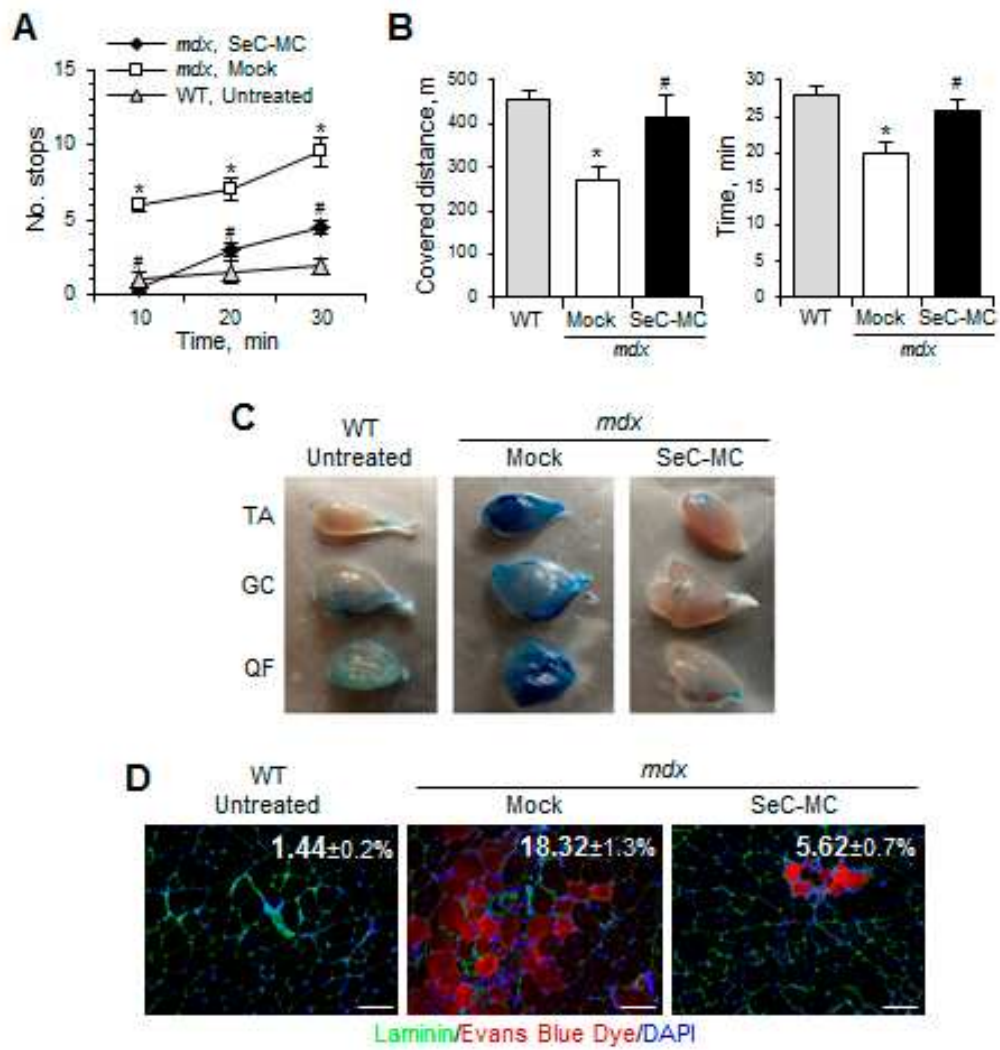 A
mdx, SeC-MC
mdx, Mock
WT, Untreated
No. stops
15
10
5
0
*
*
*
#
#
#
10 20 30
Time, min
B
Covered distance, m
500
400
300
200
100
0
*
#
WT Mock SeC-MC
mdx
Time, min
30
25
20
15
10
5
0
*
#
WT Mock SeC-MC
mdx
C
WT
Untreated
mdx
Mock SeC-MC
TA
GC
QF
D
WT
Untreated
mdx
Mock SeC-MC
1.44±0.2% 18.32±1.3% 5.62±0.7%
Laminin/Evans Blue Dye/DAPI